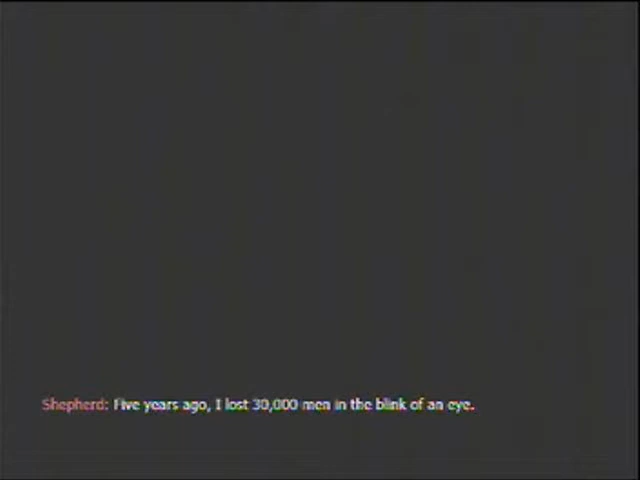 Shepherd: Five years ago, I lost 30,000 men in the blink of an eye.